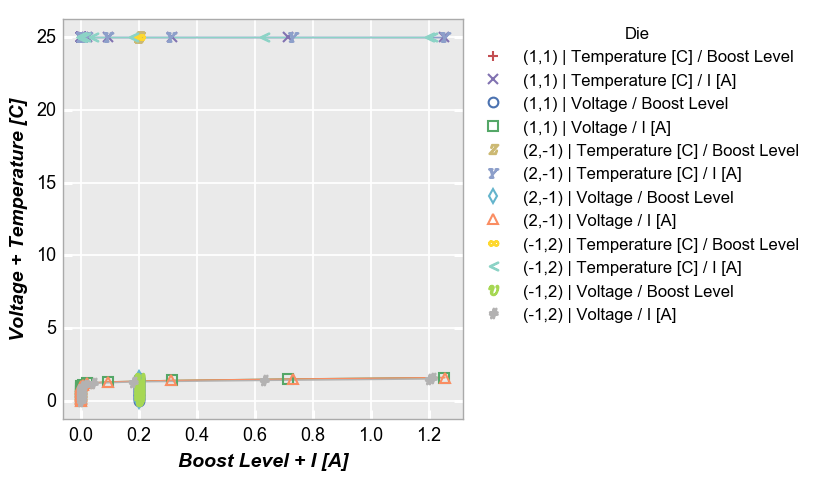 Die
(1,1) | Temperature [C] / Boost Level
(1,1) | Temperature [C] / I [A]
(1,1) | Voltage / Boost Level
(1,1) | Voltage / I [A]
(2,-1) | Temperature [C] / Boost Level
(2,-1) | Temperature [C] / I [A]
(2,-1) | Voltage / Boost Level
(2,-1) | Voltage / I [A]
(-1,2) | Temperature [C] / Boost Level
(-1,2) | Temperature [C] / I [A]
(-1,2) | Voltage / Boost Level
(-1,2) | Voltage / I [A]
Voltage + Temperature [C]
25
20
15
10
5
0
0.0 0.2 0.4 0.6 0.8 1.0 1.2
Boost Level + I [A]